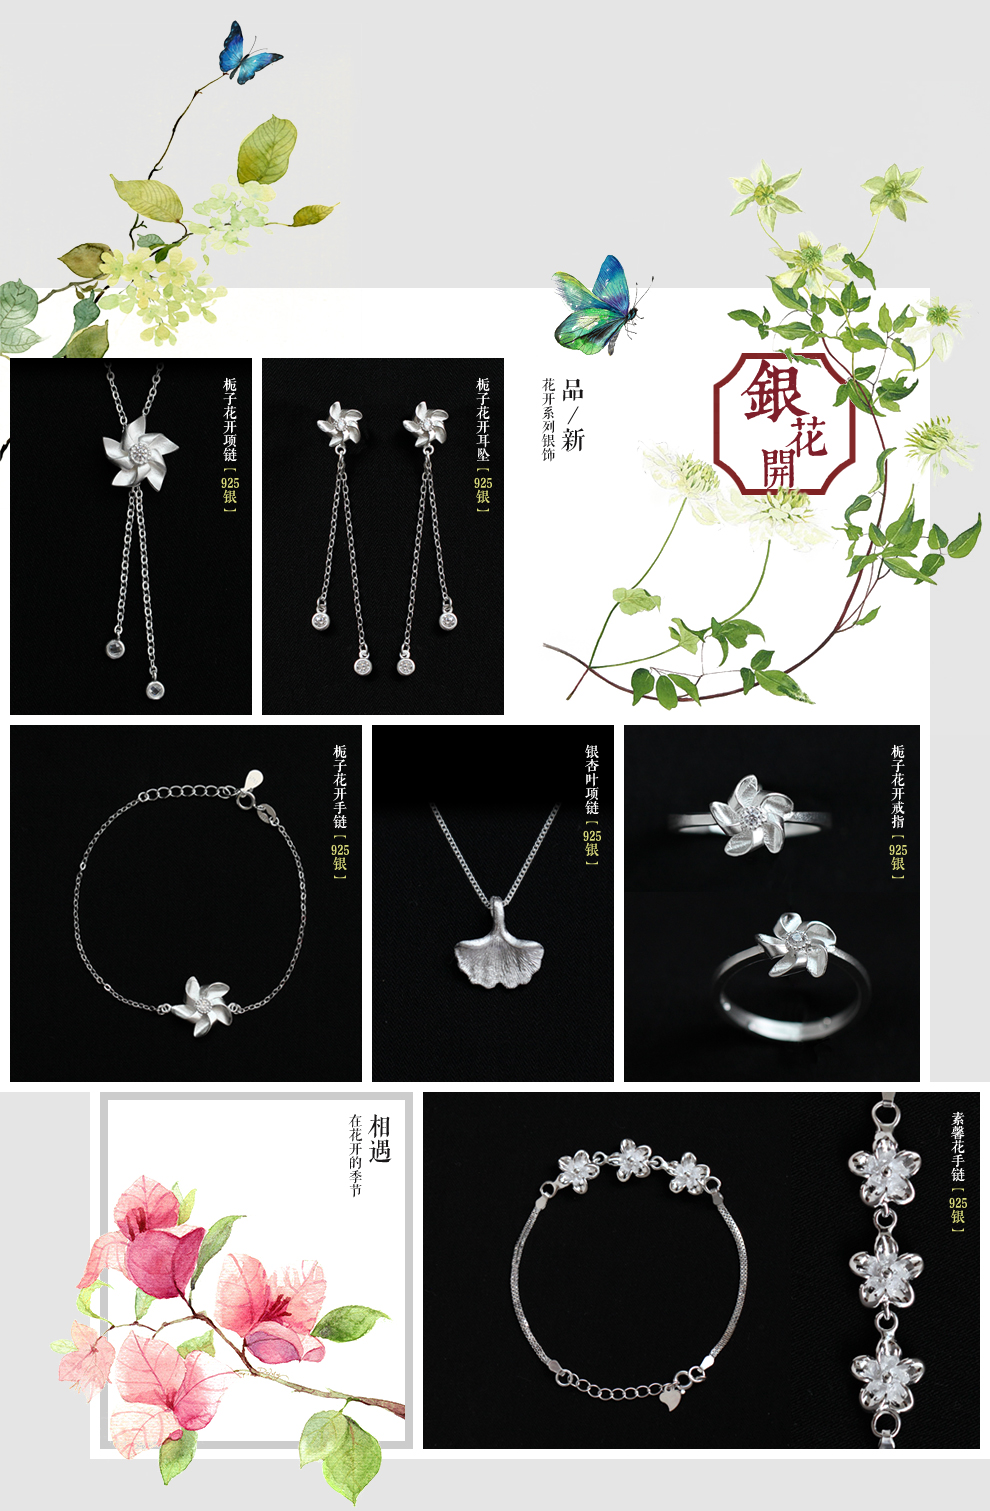 栀子花开项链
【925银】
栀子花开耳坠
【925银】
品/新
花开系列银饰
銀花開
栀子花开手链
【925银】
银杏叶项链
【925银】
栀子花开戒指
【925银】
相遇
在花开的季节
素馨花手链
【925银】